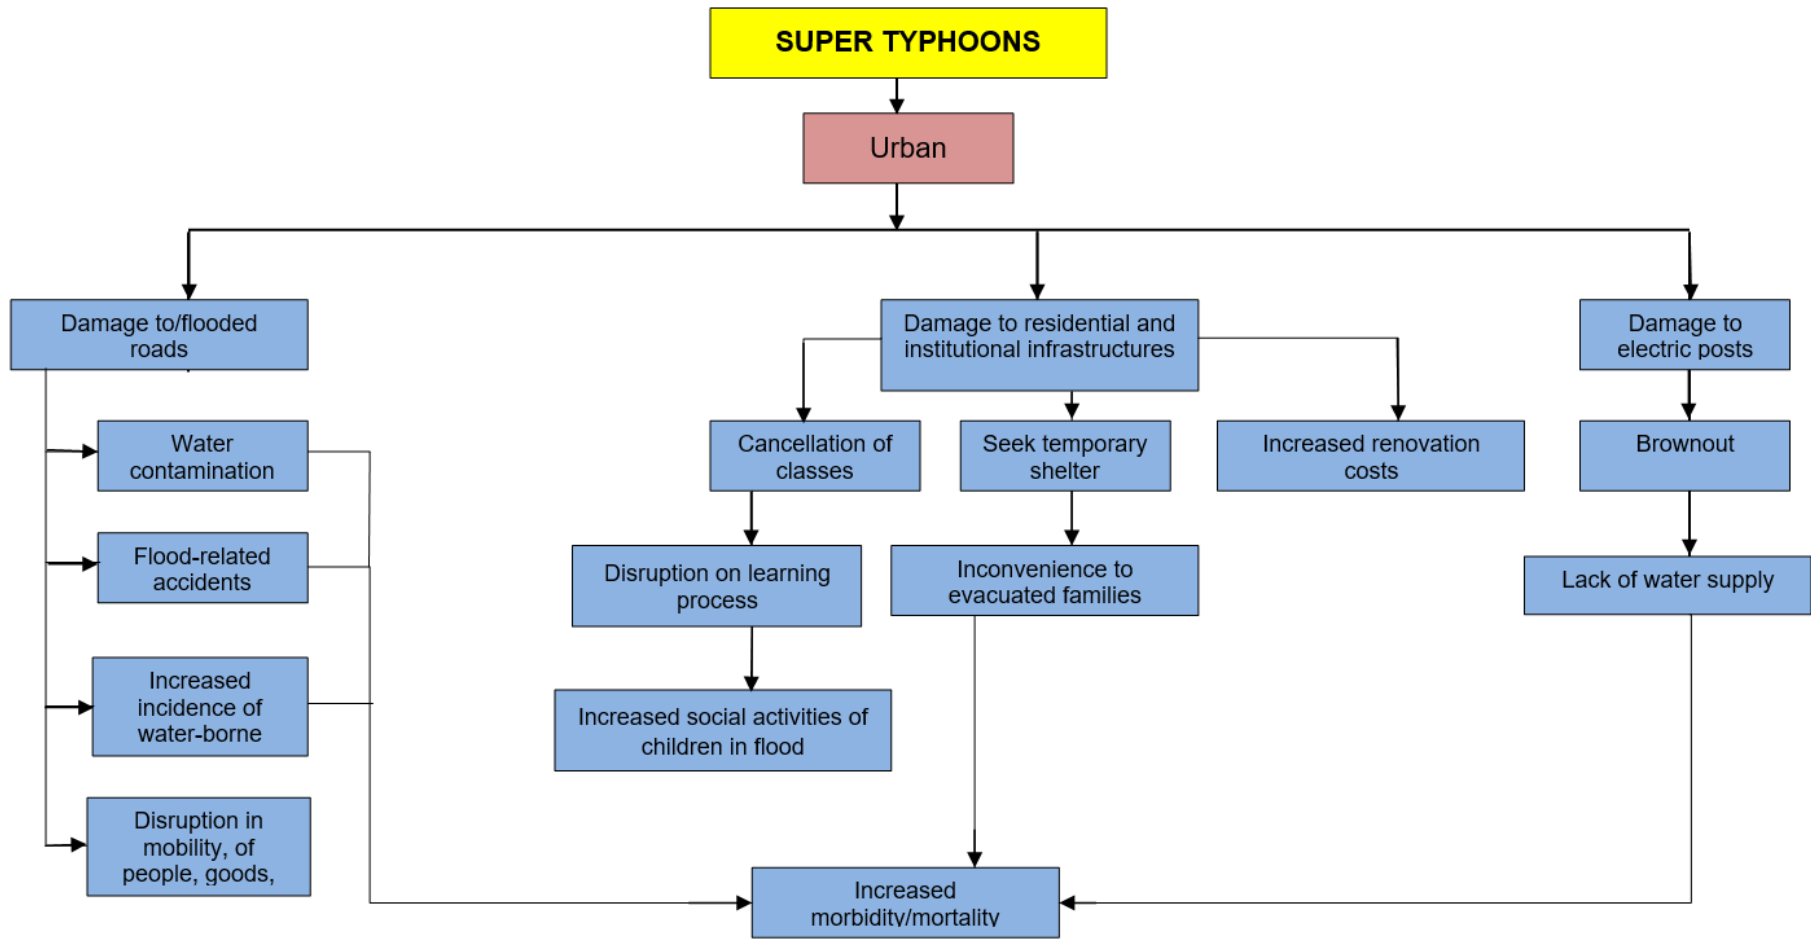 SUPER TYPHOONS
Urban
Damage to/flooded
roads
Damage to residential and
institutional infrastructures
Damage to
electric posts
Water
contamination
Cancellation of
classes
Seek temporary
shelter
Increased renovation
costs
Brownout
Flood-related
accidents
Disruption on learning
process
Inconvenience to
evacuated families
Lack of water supply
Increased
incidence of
water-borne
Increased social activities of
children in flood
Disruption in
mobility, of
people, goods,
Increased
morbidity/mortality